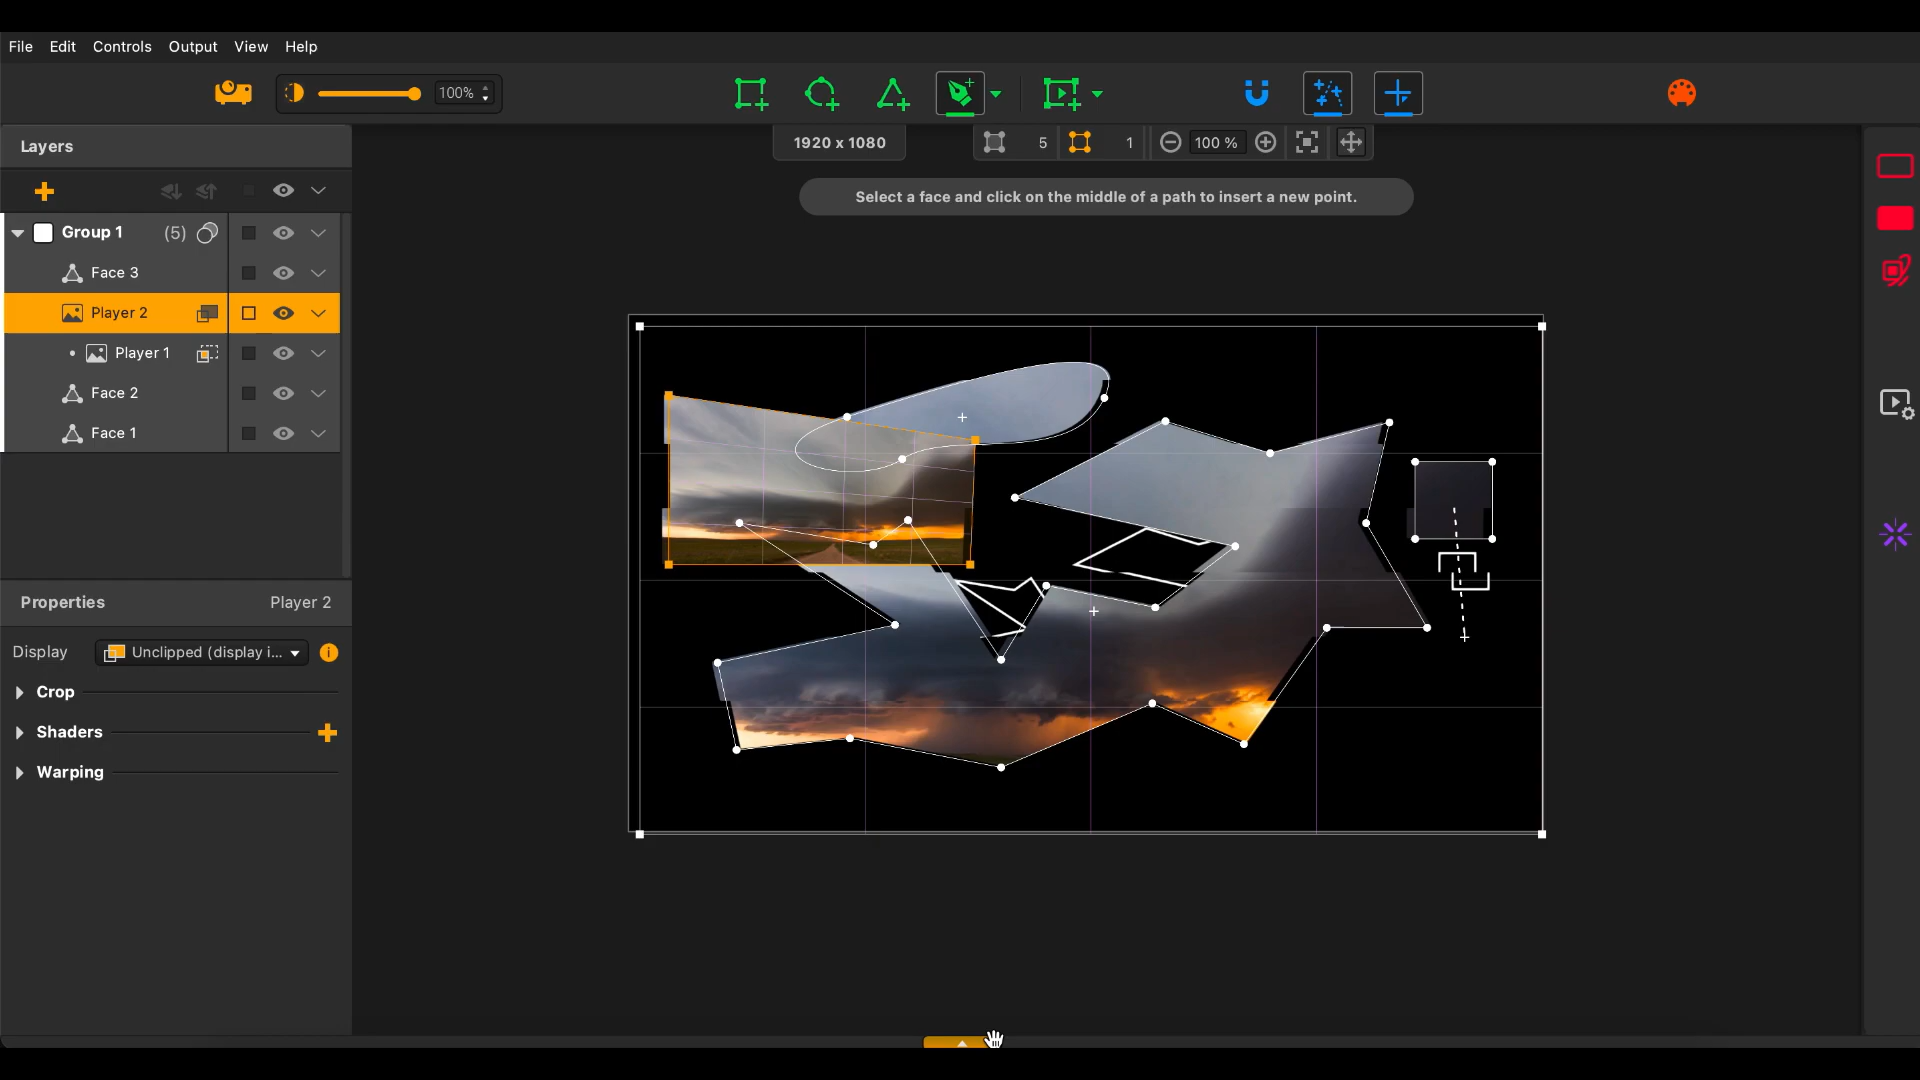 File Edit Controls Output View Help
100%
Layers
1920 x 1080
5
1
100 %
Select a face and click on the middle of a path to insert a new point.
Group 1 (5)
Face 3
Player 2
Player 1
Face 2
Face 1
Properties Player 2
Display Unclipped (display i...
Crop
Shaders
Warping